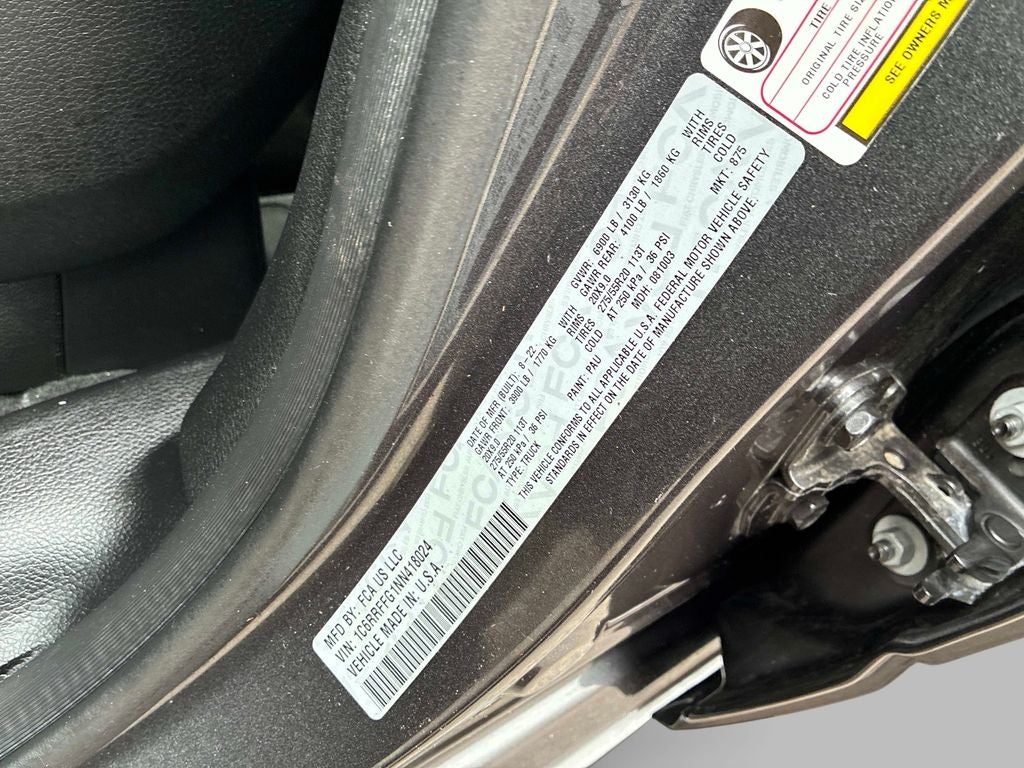 MFD BY: FCA US LLC
VIN: 1C6RRFFG1NN418024
VEHICLE MADE IN: U.S.A.
DATE OF MFR (BUILT): 8-22 GVWR: 6900 LB / 3130 KG
GAWR FRONT: 3900 LB / 1770 KG WITH GAWR REAR: 4100 LB / 1860 KG WITH
20X9.0 RIMS 20X9.0 RIMS
275/55R20 113T TIRES 275/55R20 113T TIRES
AT 250 kPa / 36 PSI COLD AT 250 kPa / 36 PSI COLD
TYPE: TRUCK PAINT: PAU MDH: 081003 MKT: 875
THIS VEHICLE CONFORMS TO ALL APPLICABLE U.S.A. FEDERAL MOTOR VEHICLE SAFETY
STANDARDS IN EFFECT ON THE DATE OF MANUFACTURE SHOWN ABOVE.
TIRE
ORIGINAL TIRE SIZE
COLD TIRE INFLATION
PRESSURE
SEE OWNERS